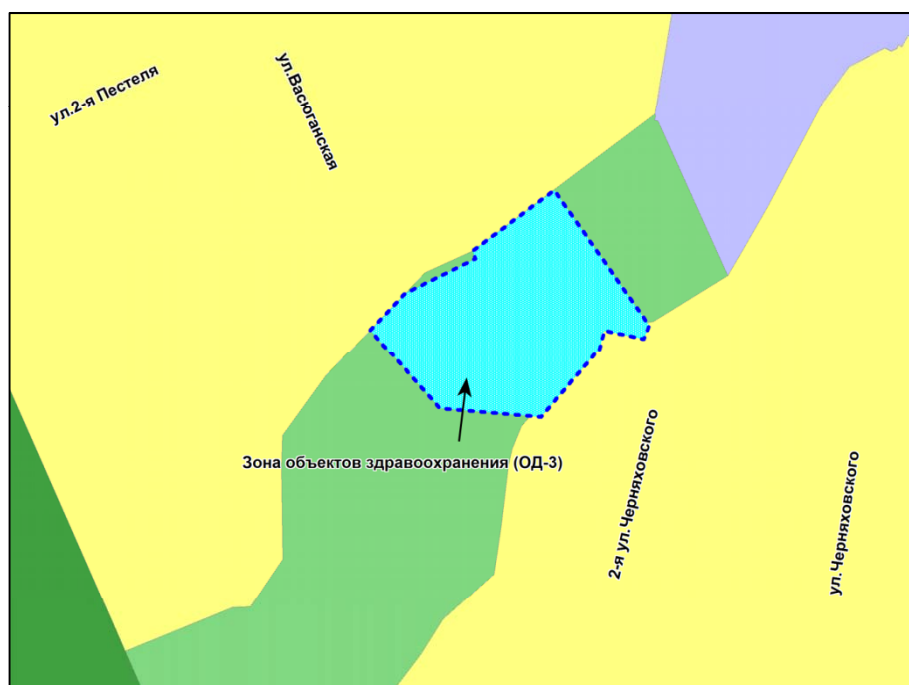 ул.2-я Пестеля
ул.Васюганская
Зона объектов здравоохранения (ОД-3)
2-я ул.Черняховского
ул.Черняховского